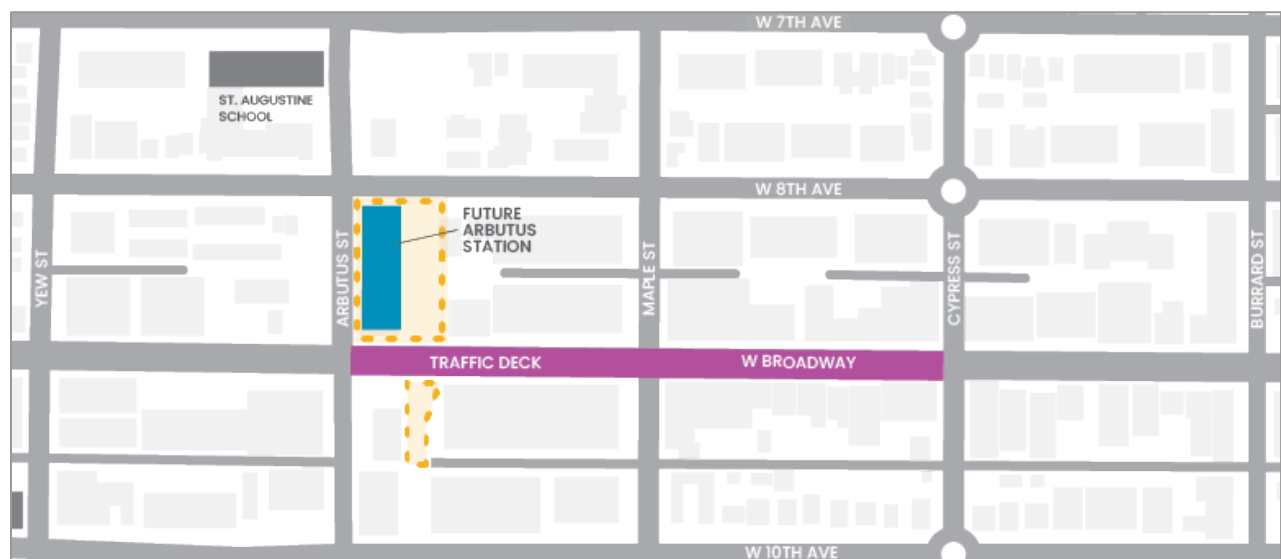 W 7TH AVE
ST. AUGUSTINE
SCHOOL
W 8TH AVE
FUTURE
ARBUTUS
STATION
YEW ST
ARBUTUS ST
MAPLE ST
CYPRESS ST
BURRARD ST
TRAFFIC DECK
W BROADWAY
W 10TH AVE